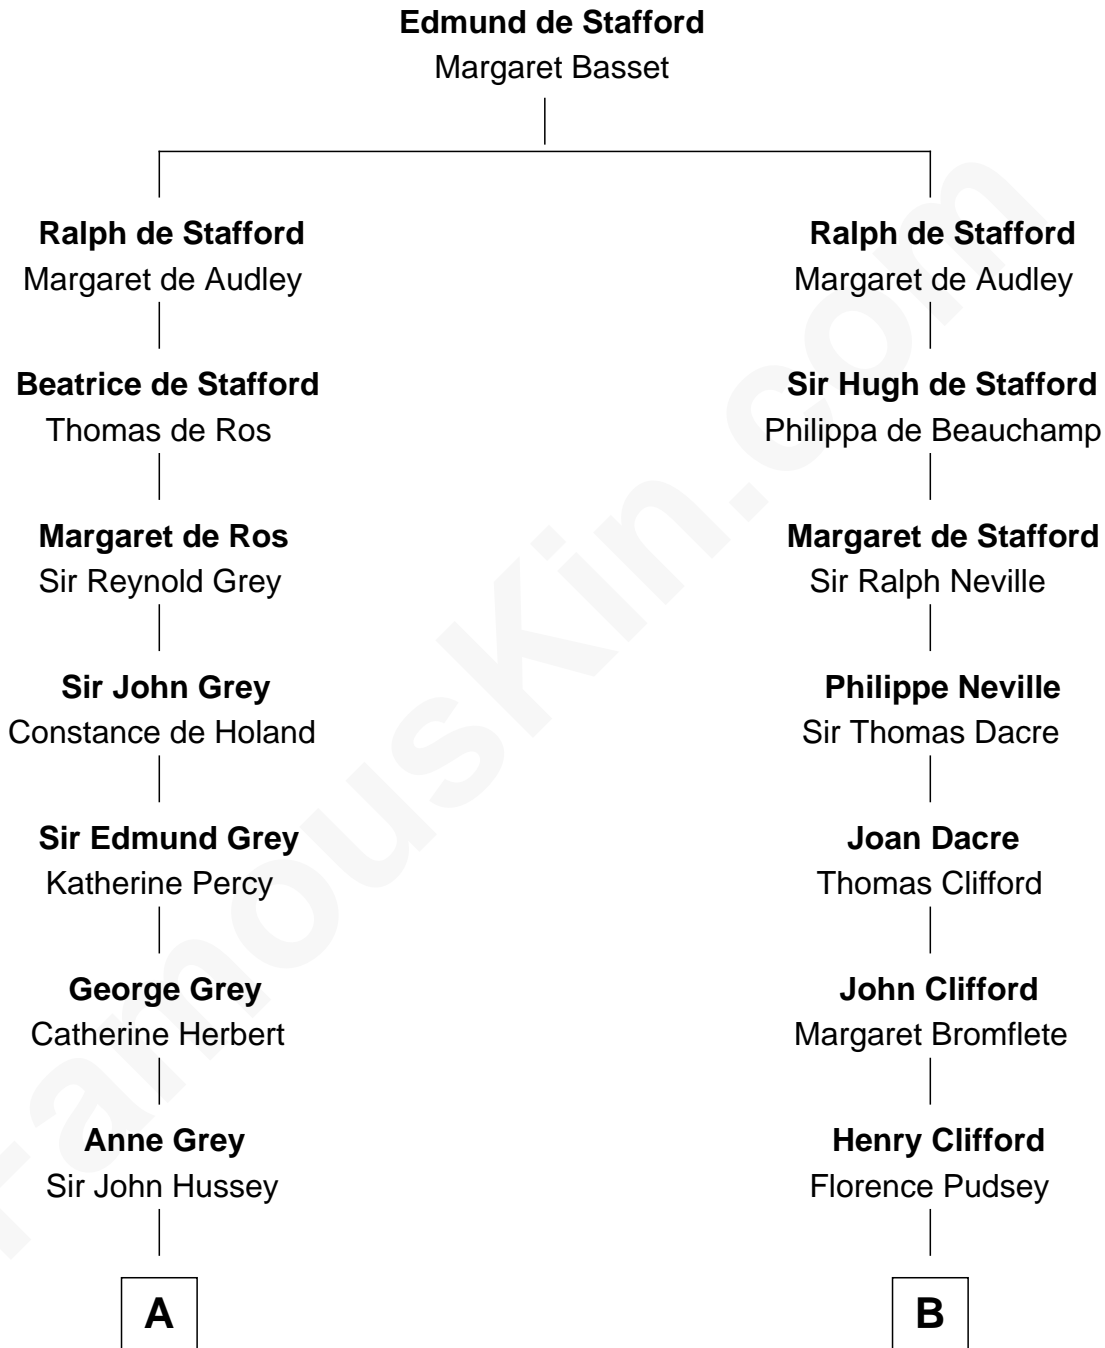 Edmund de Stafford
Margaret Basset
Ralph de Stafford
Margaret de Audley
Ralph de Stafford
Margaret de Audley
Beatrice de Stafford
Thomas de Ros
Sir Hugh de Stafford
Philippa de Beauchamp
Margaret de Ros
Sir Reynold Grey
Margaret de Stafford
Sir Ralph Neville
Sir John Grey
Constance de Holand
Philippe Neville
Sir Thomas Dacre
Sir Edmund Grey
Katherine Percy
Joan Dacre
Thomas Clifford
George Grey
Catherine Herbert
John Clifford
Margaret Bromflete
Anne Grey
Sir John Hussey
Henry Clifford
Florence Pudsey
A
B
FamousKin.com